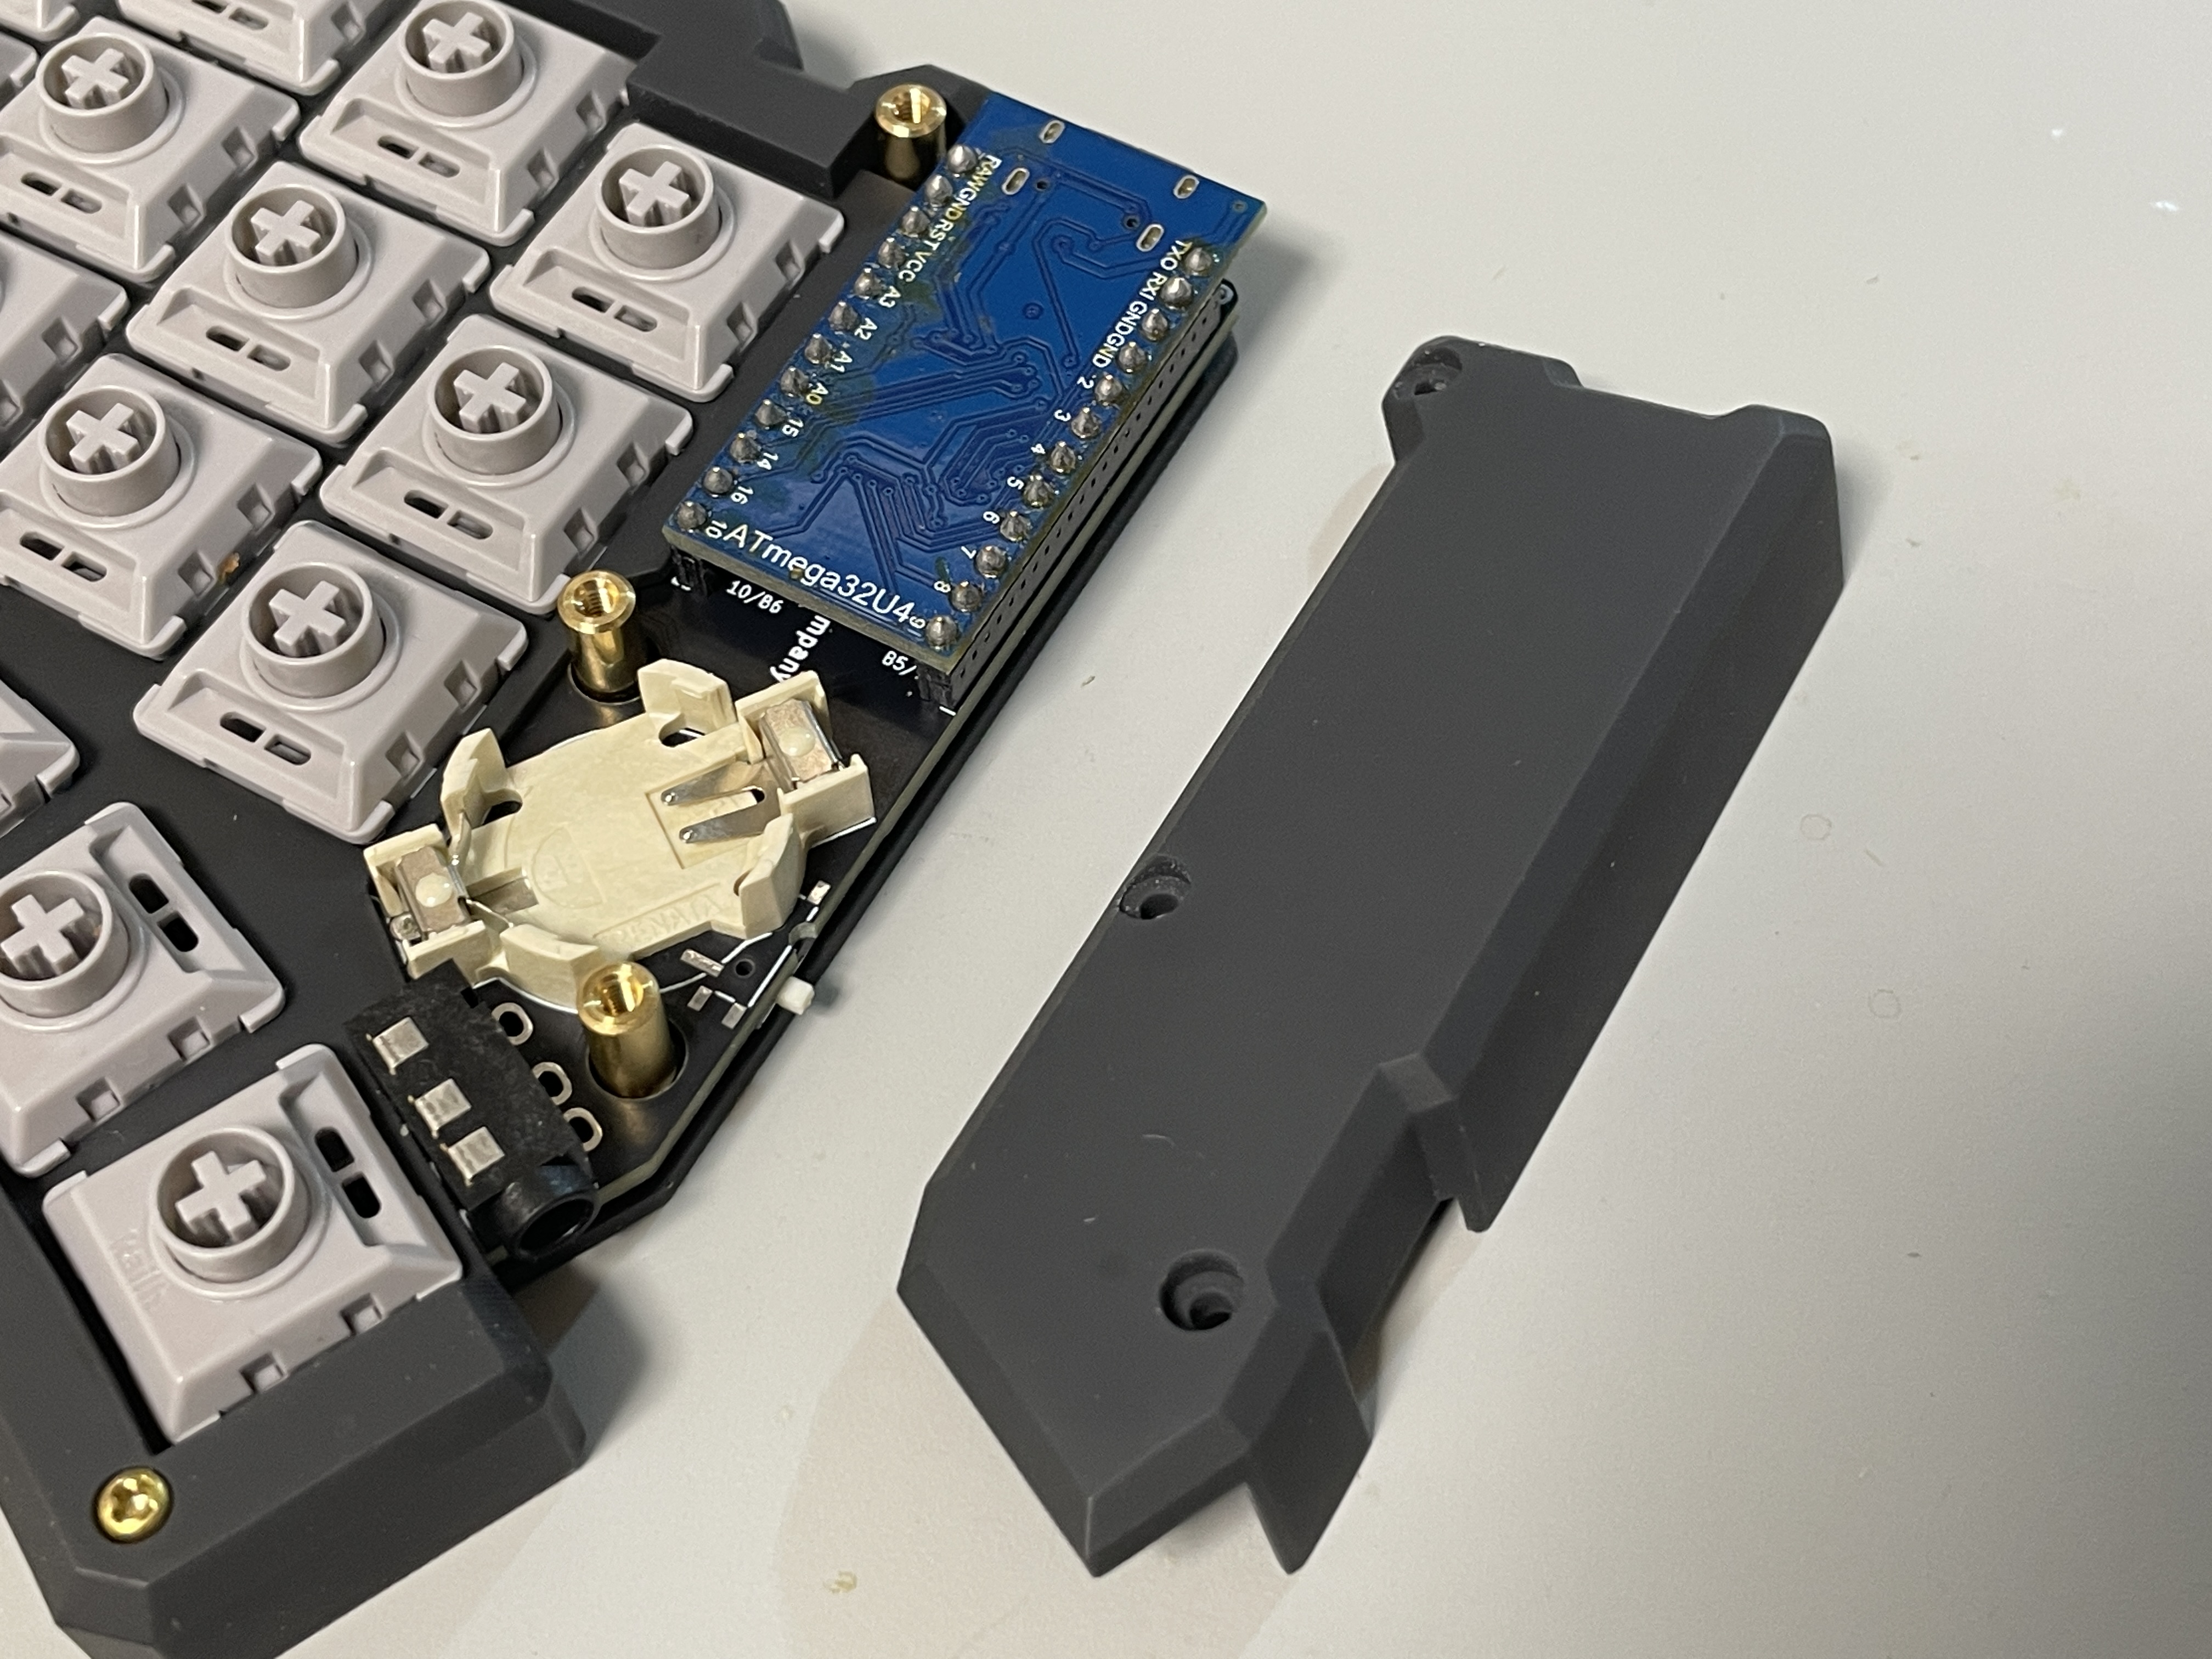 RAW GND RST VCC A3 A2 A1 A0 15 14 16 10
TXO RXI GND GND 2 3 4 5 6 7 8 9
ATmega32U4
10/B6
mpany
B5/
RENATA
kailh